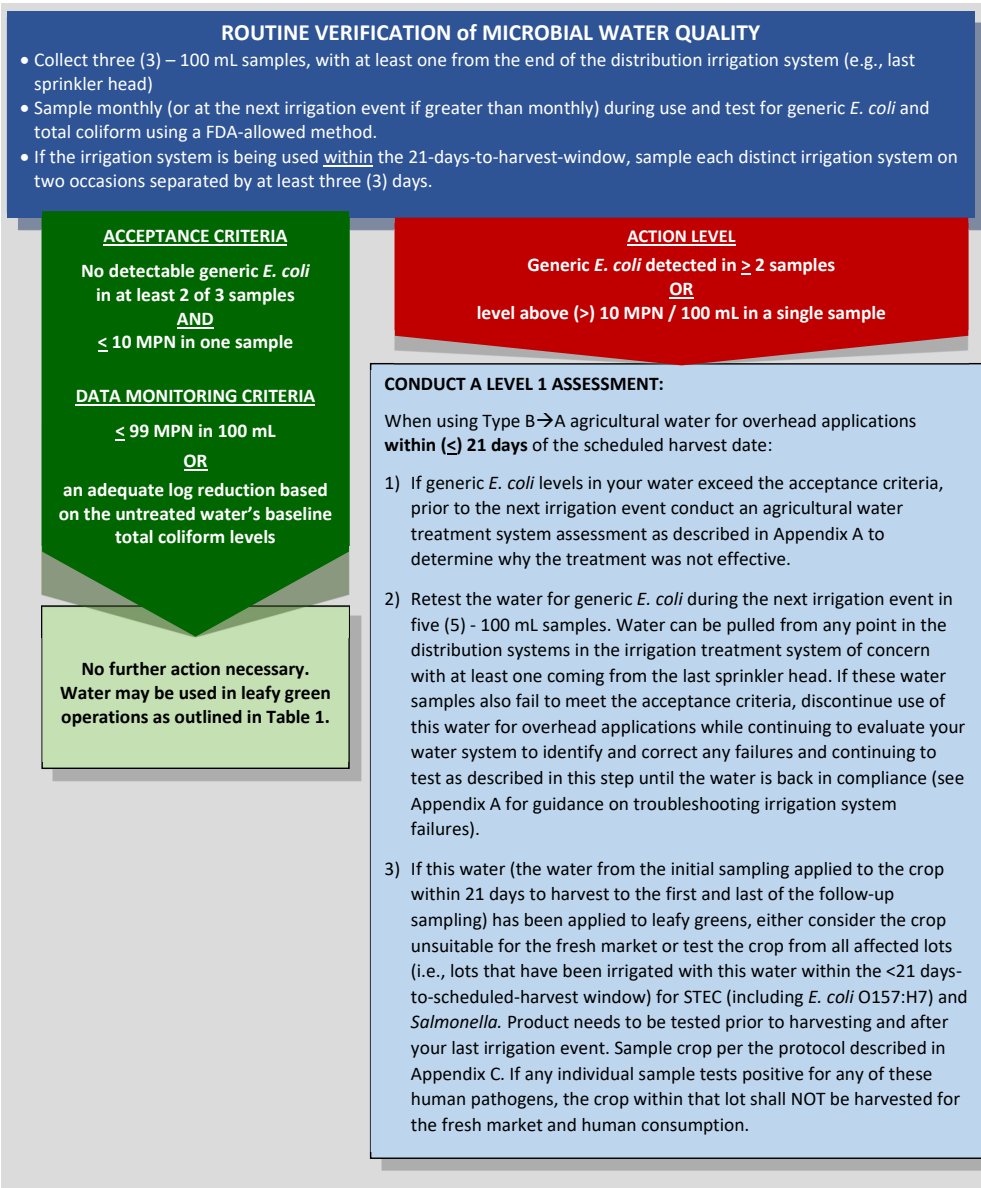 ROUTINE VERIFICATION of MICROBIAL WATER QUALITY
• Collect three (3) – 100 mL samples, with at least one from the end of the distribution irrigation system (e.g., last
sprinkler head)
• Sample monthly (or at the next irrigation event if greater than monthly) during use and test for generic E. coli and
total coliform using a FDA-allowed method.
• If the irrigation system is being used within the 21-days-to-harvest-window, sample each distinct irrigation system on
two occasions separated by at least three (3) days.
ACCEPTANCE CRITERIA
No detectable generic E. coli
in at least 2 of 3 samples
AND
≤ 10 MPN in one sample
DATA MONITORING CRITERIA
≤ 99 MPN in 100 mL
OR
an adequate log reduction based
on the untreated water's baseline
total coliform levels
No further action necessary.
Water may be used in leafy green
operations as outlined in Table 1.
ACTION LEVEL
Generic E. coli detected in ≥ 2 samples
OR
level above (>) 10 MPN / 100 mL in a single sample
CONDUCT A LEVEL 1 ASSESSMENT:
When using Type B→A agricultural water for overhead applications
within (≤) 21 days of the scheduled harvest date:
1) If generic E. coli levels in your water exceed the acceptance criteria,
prior to the next irrigation event conduct an agricultural water
treatment system assessment as described in Appendix A to
determine why the treatment was not effective.
2) Retest the water for generic E. coli during the next irrigation event in
five (5) - 100 mL samples. Water can be pulled from any point in the
distribution systems in the irrigation treatment system of concern
with at least one coming from the last sprinkler head. If these water
samples also fail to meet the acceptance criteria, discontinue use of
this water for overhead applications while continuing to evaluate your
water system to identify and correct any failures and continuing to
test as described in this step until the water is back in compliance (see
Appendix A for guidance on troubleshooting irrigation system
failures).
3) If this water (the water from the initial sampling applied to the crop
within 21 days to harvest to the first and last of the follow-up
sampling) has been applied to leafy greens, either consider the crop
unsuitable for the fresh market or test the crop from all affected lots
(i.e., lots that have been irrigated with this water within the <21 days-
to-scheduled-harvest window) for STEC (including E. coli O157:H7) and
Salmonella. Product needs to be tested prior to harvesting and after
your last irrigation event. Sample crop per the protocol described in
Appendix C. If any individual sample tests positive for any of these
human pathogens, the crop within that lot shall NOT be harvested for
the fresh market and human consumption.